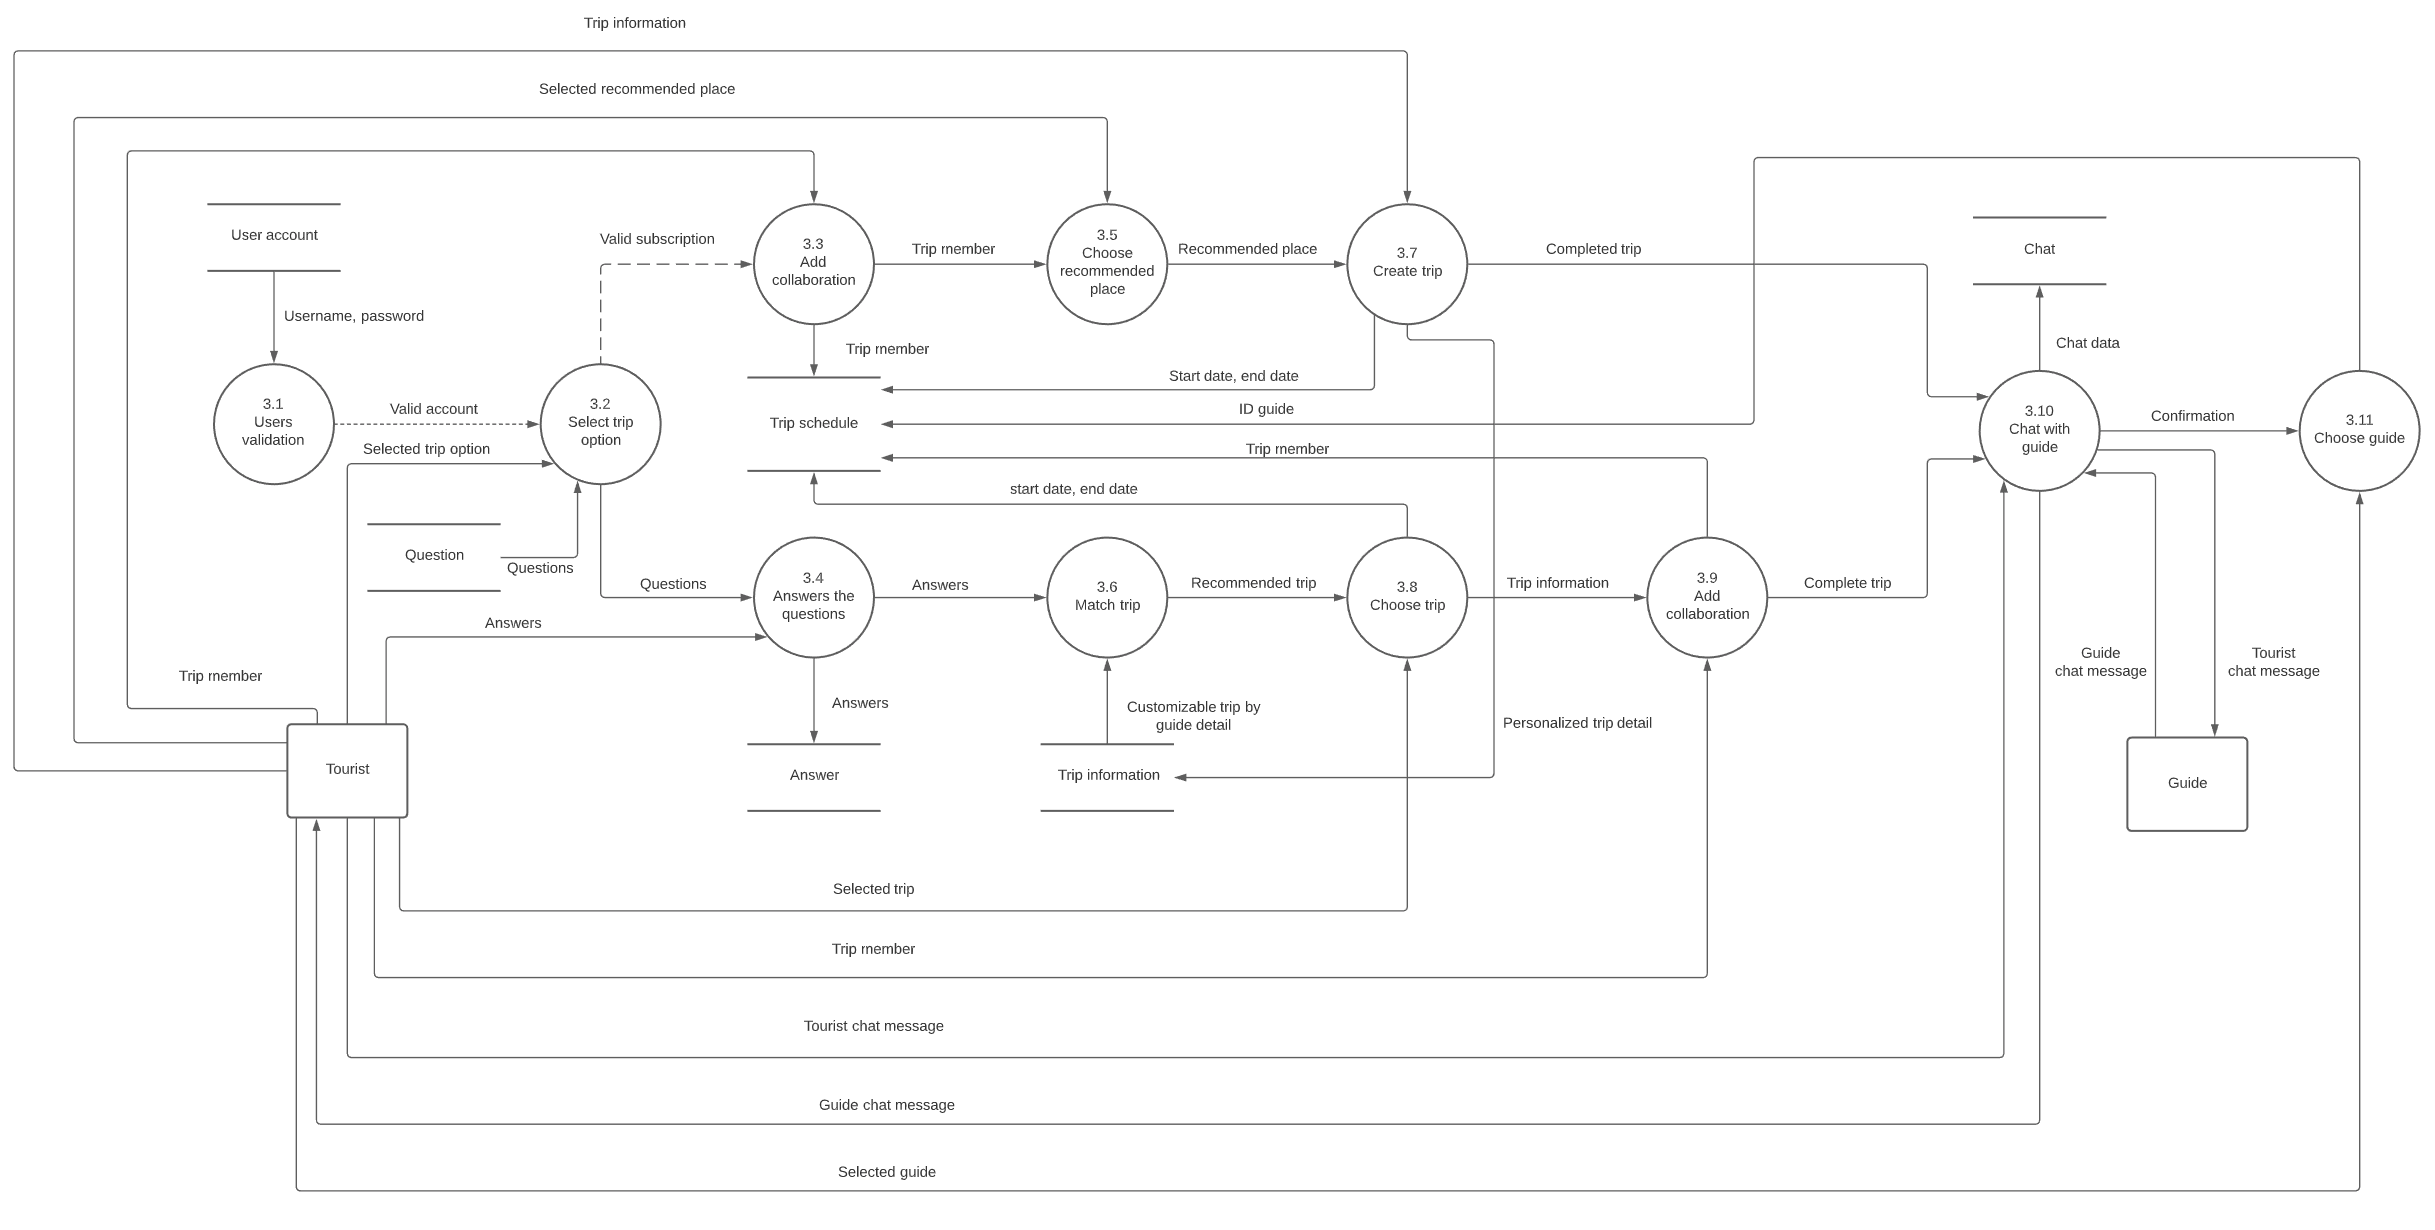 Trip information
Selected recommended place
User account
Username, password
3.1
Users
validation
Valid account
Selected trip option
3.2
Select trip
option
Question
Questions
Valid subscription
3.3
Add
collaboration
Trip member
3.5
Choose
recommended
place
Recommended place
3.7
Create trip
Completed trip
Chat
Chat data
Trip member
Start date, end date
Trip schedule
ID guide
Trip member
start date, end date
3.10
Chat with
guide
Confirmation
3.11
Choose guide
Questions
3.4
Answers the
questions
Answers
3.6
Match trip
Recommended trip
3.8
Choose trip
Trip information
3.9
Add
collaboration
Complete trip
Answers
Trip member
Answers
Customizable trip by
guide detail
Personalized trip detail
Guide
chat message
Tourist
chat message
Tourist
Answer
Trip information
Guide
Selected trip
Trip member
Tourist chat message
Guide chat message
Selected guide